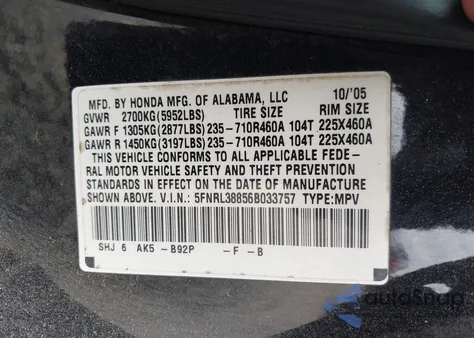 MFD. BY HONDA MFG. OF ALABAMA, LLC 10/'05
GVWR 2700KG(5952LBS) TIRE SIZE RIM SIZE
GAWR F 1305KG(2877LBS)235-710R460A 104T 225X460A
GAWR R 1450KG(3197LBS)235-710R460A 104T 225X460A
THIS VEHICLE CONFORMS TO ALL APPLICABLE FEDE-
RAL MOTOR VEHICLE SAFETY AND THEFT PREVENTION
STANDARDS IN EFFECT ON THE DATE OF MANUFACTURE
SHOWN ABOVE. V.I.N.: 5FNRL38856B033757 TYPE:MPV
SHJ 6 AK5 -B92P -F -B
autoSnap